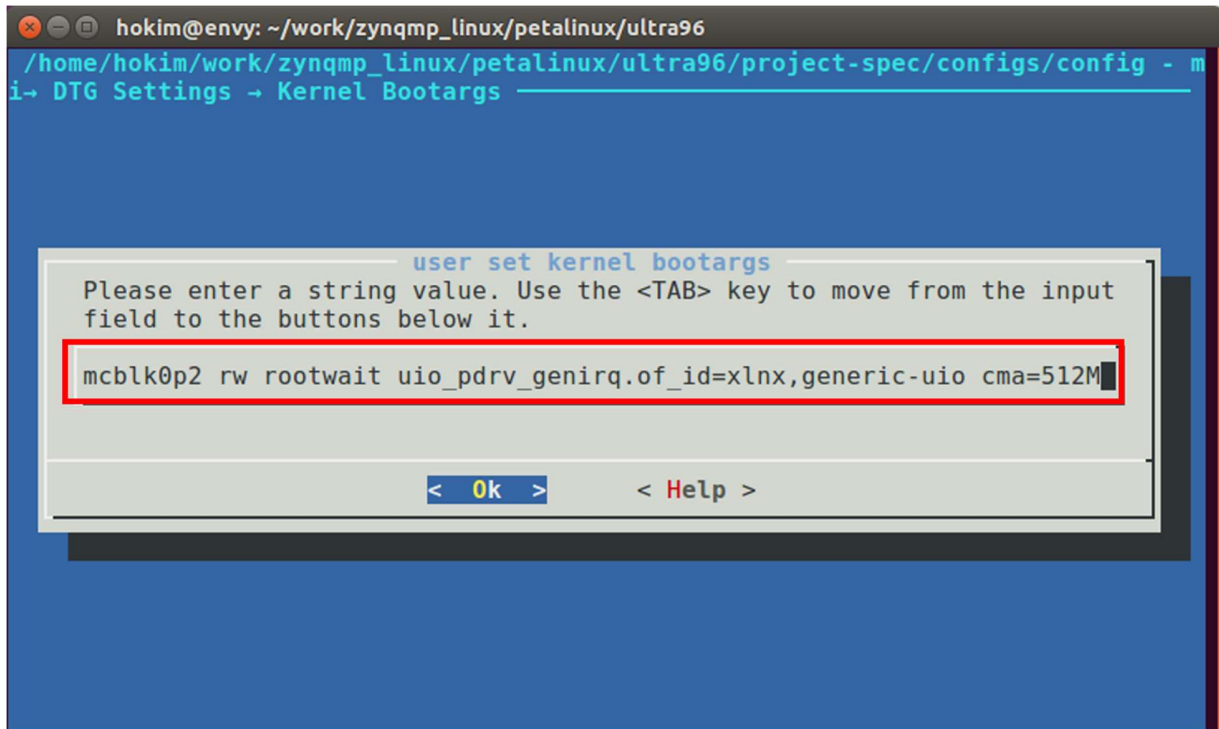 hokim@envy: ~/work/zynqmp_linux/petalinux/ultra96
/home/hokim/work/zynqmp_linux/petalinux/ultra96/project-spec/configs/config - m
i→ DTG Settings → Kernel Bootargs
user set kernel bootargs
Please enter a string value. Use the <TAB> key to move from the input
field to the buttons below it.
mcblk0p2 rw rootwait uio_pdrv_genirq.of_id=xlnx,generic-uio cma=512M
<  Ok  > < Help >